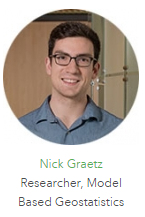 Nick Graetz
Researcher, Model
Based Geostatistics